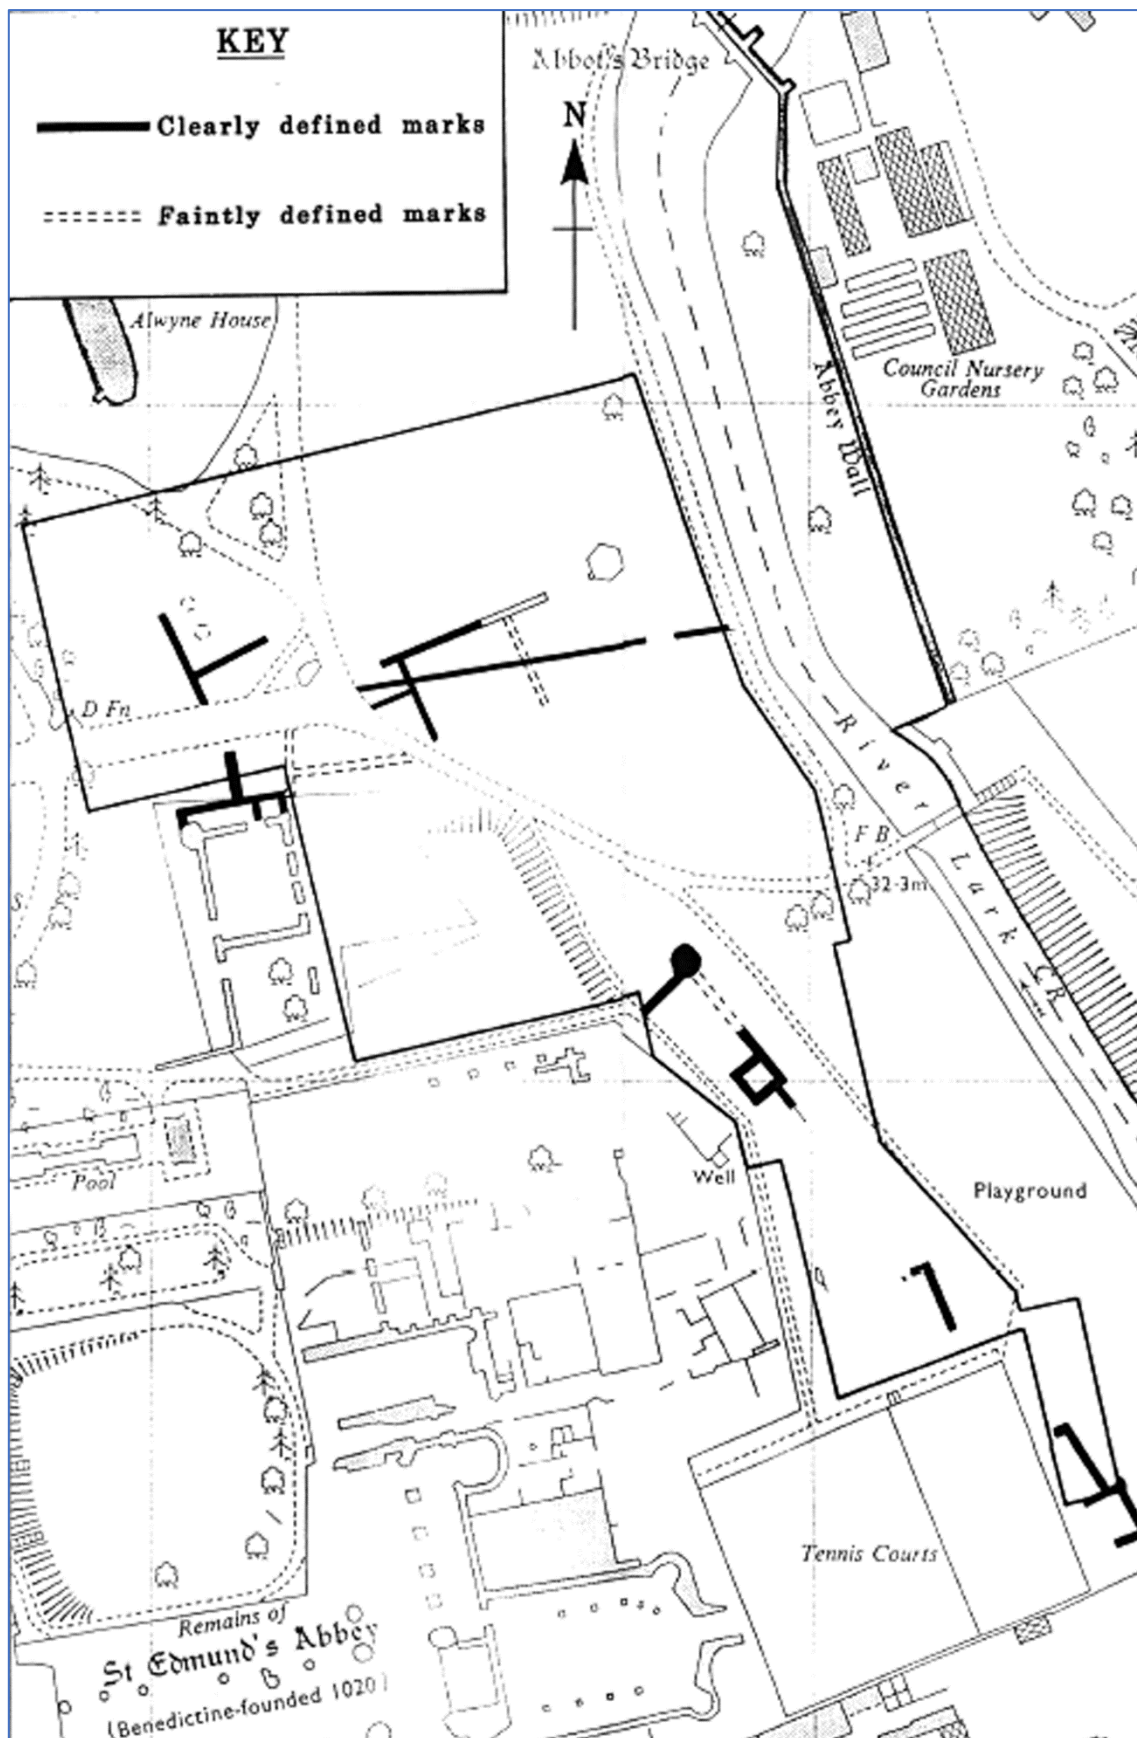 KEY
Clearly defined marks
Faintly defined marks
Abbot's Bridge
N
Alwyne House
Council Nursery
Gardens
Abbey Wall
D Fn
River
Lark
F B
32·3m
CR
S
Pool
Well
Playground
Tennis Courts
Remains of
St Edmund's Abbey
(Benedictine-founded 1020)